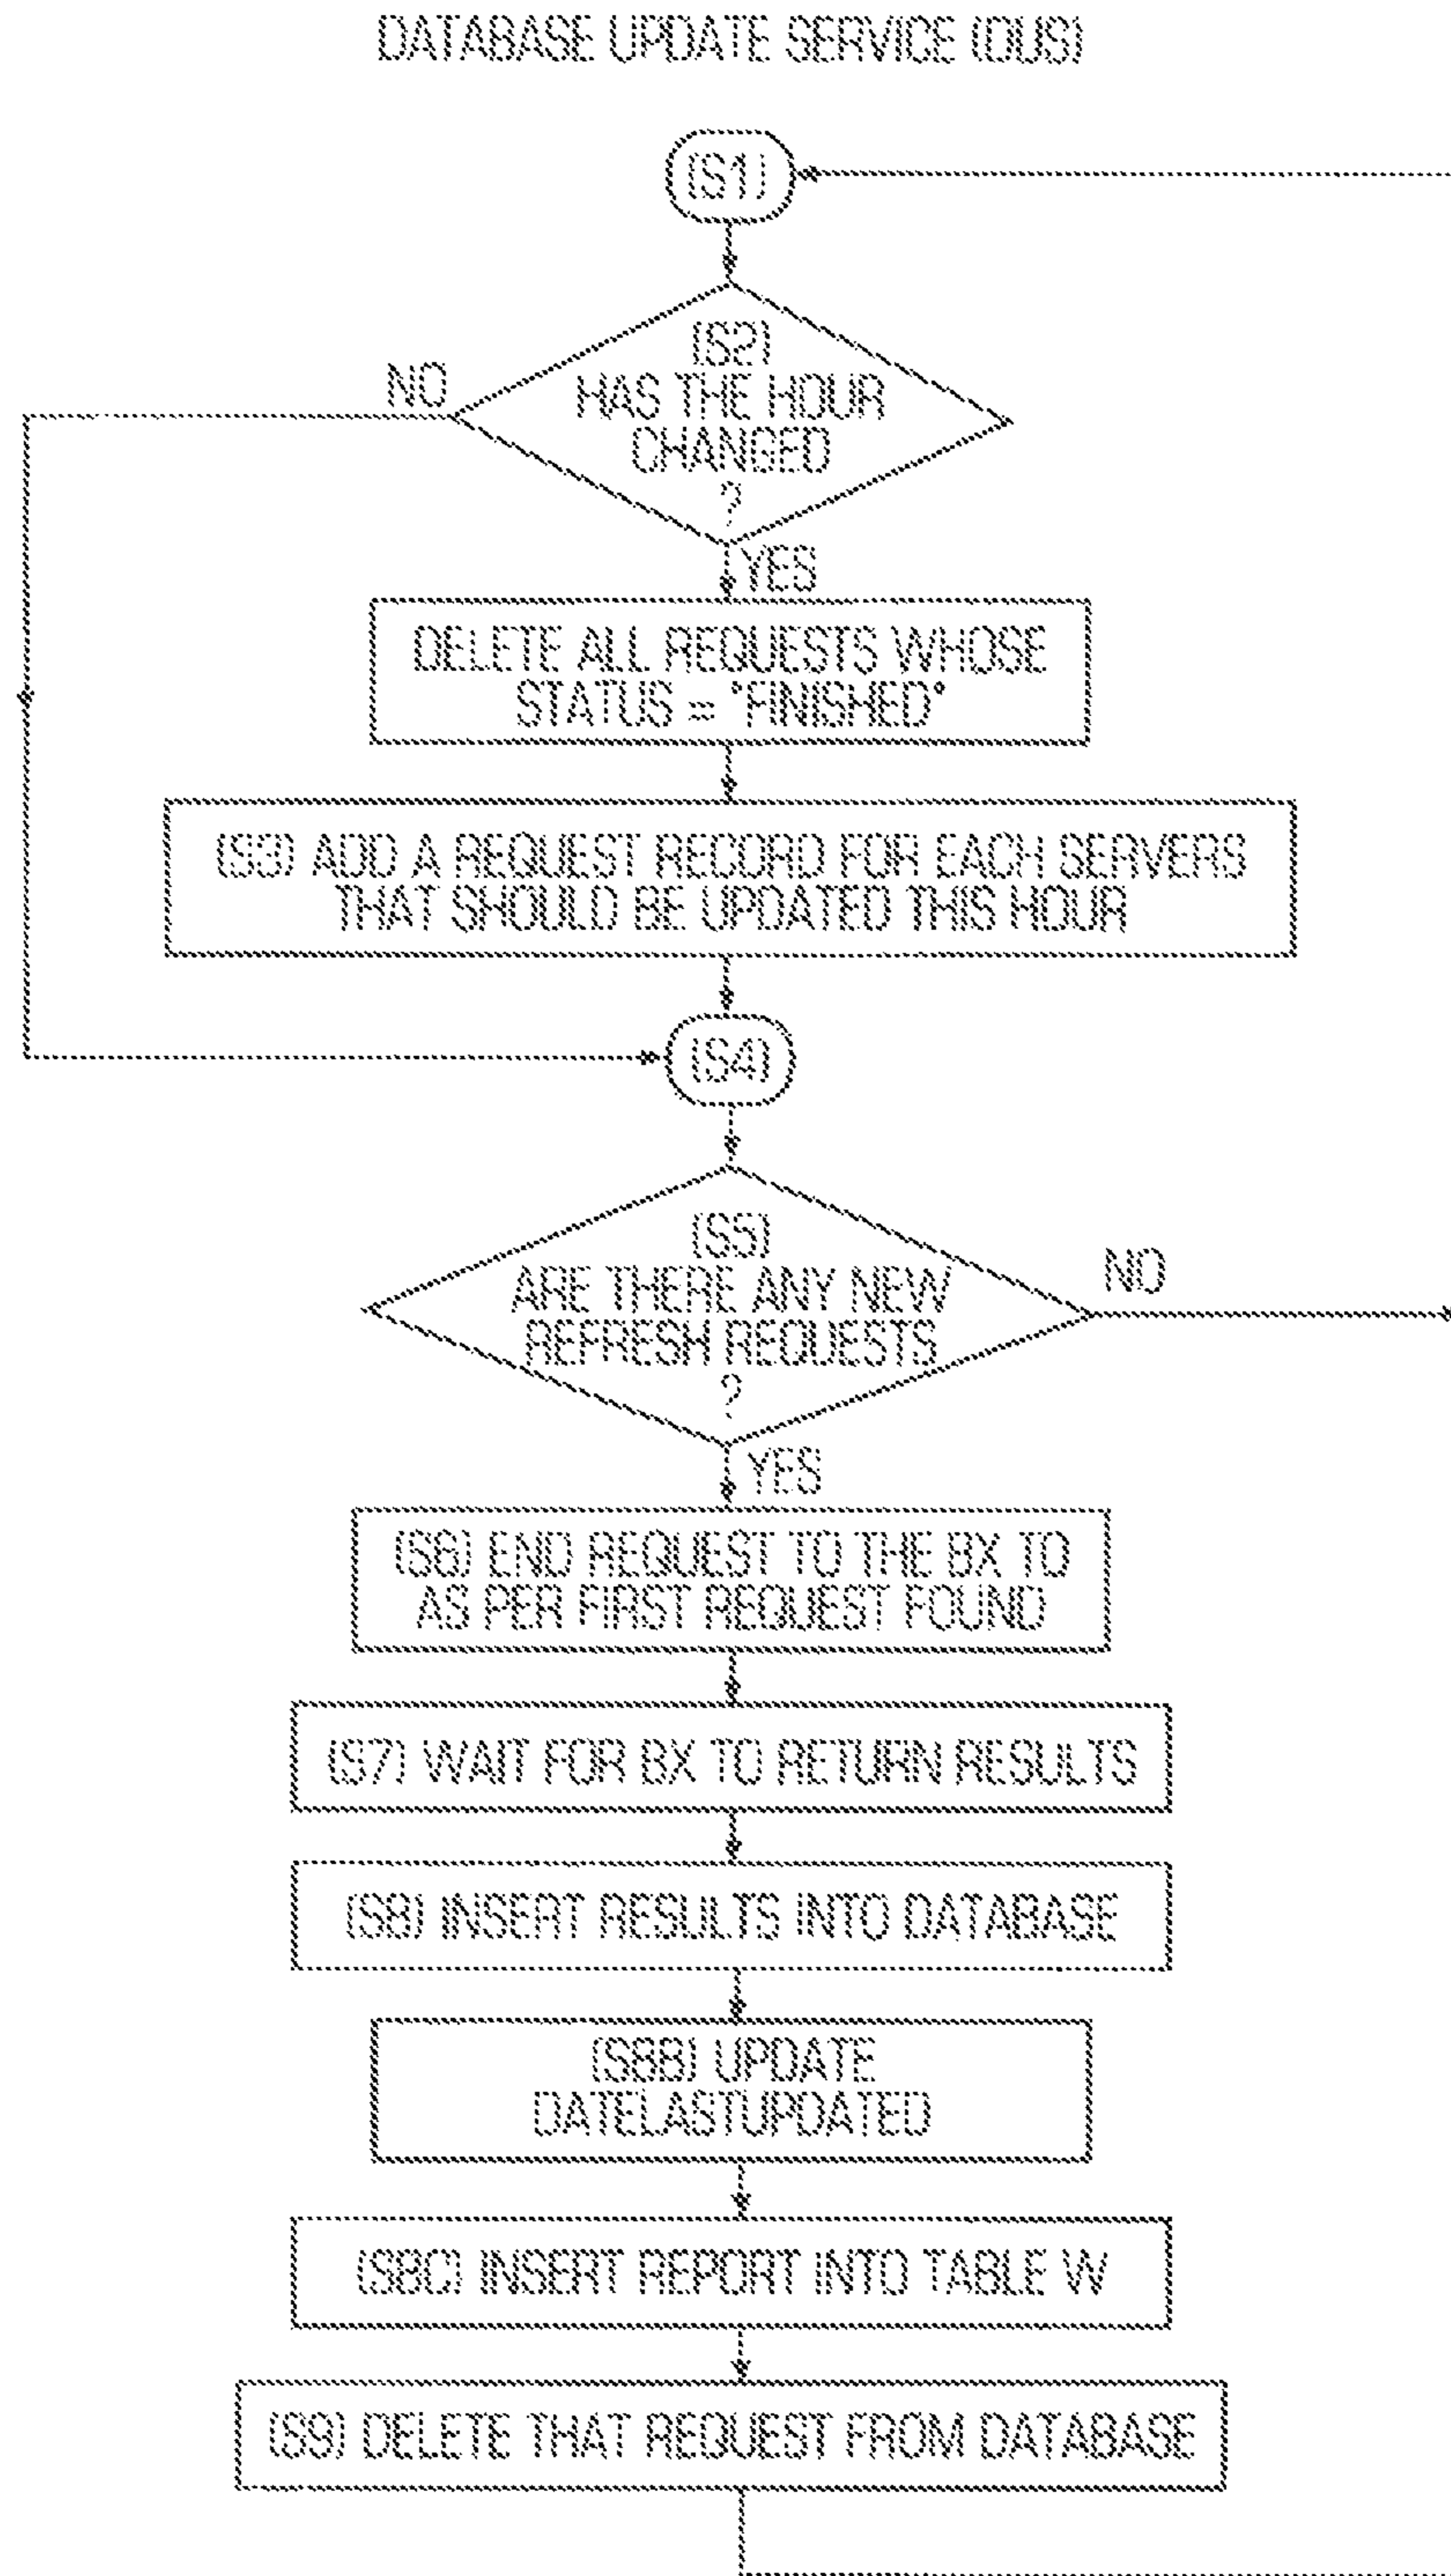 DATABASE UPDATE SERVICE (DUS)
(S1)
(S2)
HAS THE HOUR
CHANGED
?
NO
YES
DELETE ALL REQUESTS WHOSE
STATUS = "FINISHED"
(S3) ADD A REQUEST RECORD FOR EACH SERVERS
THAT SHOULD BE UPDATED THIS HOUR
(S4)
(S5)
ARE THERE ANY NEW
REFRESH REQUESTS
?
NO
YES
(S6) END REQUEST TO THE BX TO
AS PER FIRST REQUEST FOUND
(S7) WAIT FOR BX TO RETURN RESULTS
(S8) INSERT RESULTS INTO DATABASE
(S8B) UPDATE
DATELASTUPDATED
(S8C) INSERT REPORT INTO TABLE W
(S9) DELETE THAT REQUEST FROM DATABASE